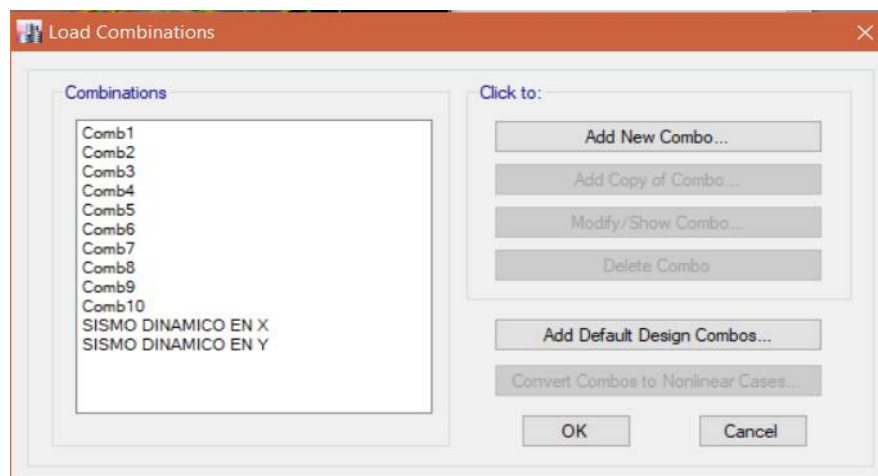 Load Combinations
Combinations
Comb1
Comb2
Comb3
Comb4
Comb5
Comb6
Comb7
Comb8
Comb9
Comb10
SISMO DINAMICO EN X
SISMO DINAMICO EN Y
Click to:
Add New Combo...
Add Copy of Combo...
Modify/Show Combo...
Delete Combo
Add Default Design Combos...
Convert Combos to Nonlinear Cases...
OK
Cancel